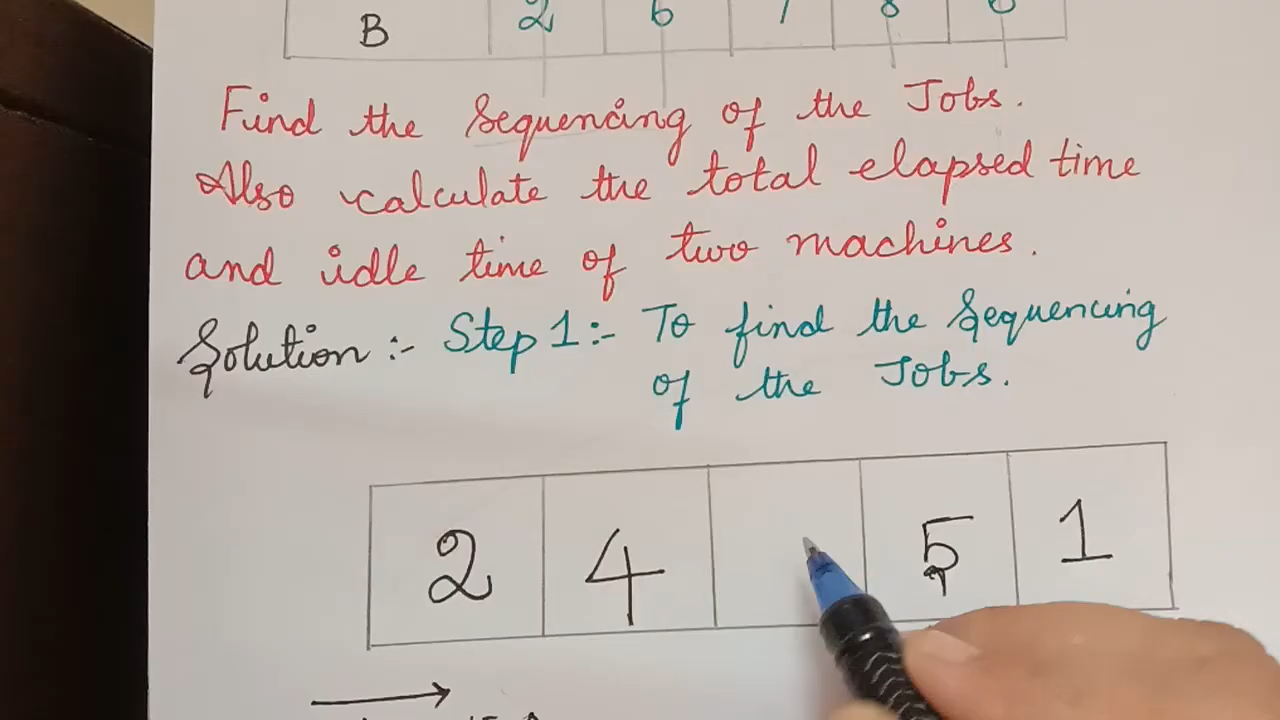 B 2 6 7 8
Find the Sequencing of the Jobs.
Also calculate the total elapsed time
and idle time of two machines.
Solution :- Step 1 :- To find the Sequencing
of the Jobs.
2 4 5 1